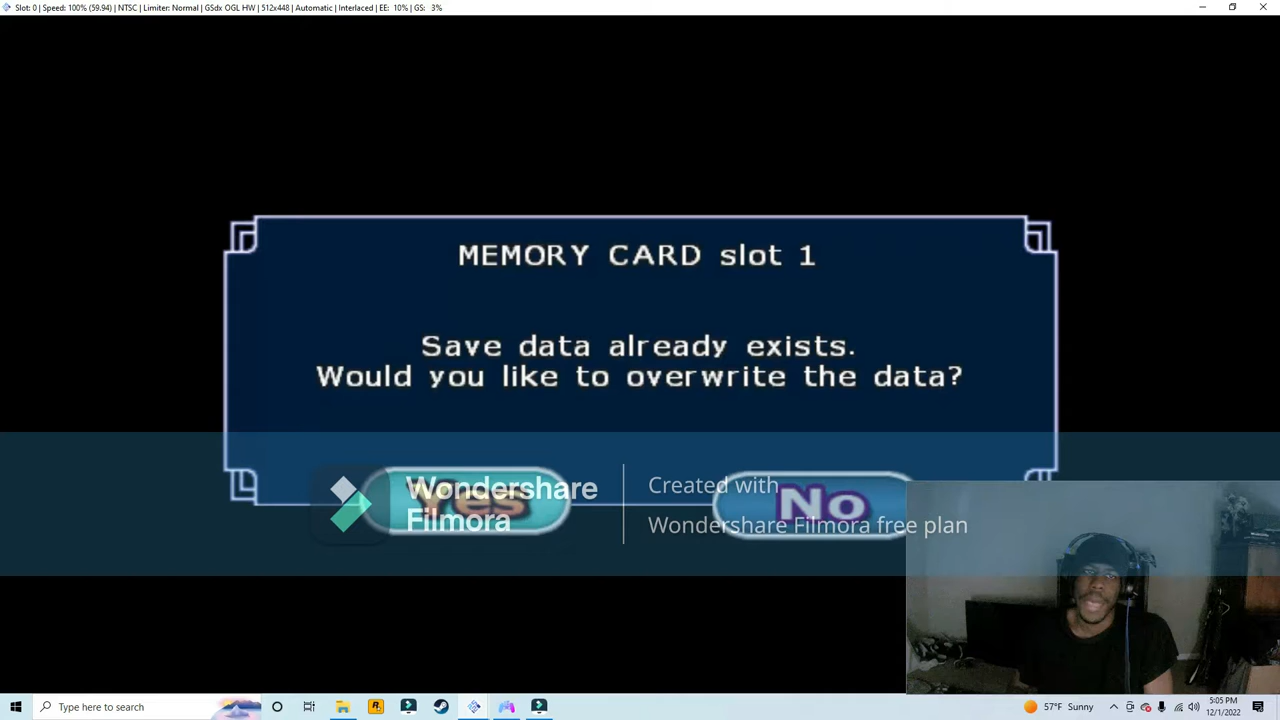 Slot: 0 | Speed: 100% (59.94) | NTSC | Limiter: Normal | GSdx OGL HW | 512x448 | Automatic | Interlaced | EE: 10% | GS: 3%
MEMORY CARD slot 1
Save data already exists.
Would you like to overwrite the data?
Yes
No
Wondershare
Filmora
Created with
Wondershare Filmora free plan
Type here to search
57°F Sunny
5:05 PM
12/1/2022